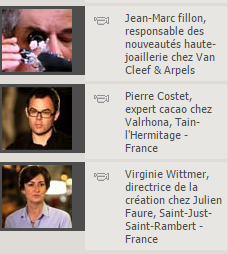 Jean-Marc fillon,
responsable des
nouveautés haute-
joaillerie chez Van
Cleef & Arpels
Pierre Costet,
expert cacao chez
Valrhona, Tain-
l'Hermitage -
France
Virginie Wittmer,
directrice de la
création chez Julien
Faure, Saint-Just-
Saint-Rambert -
France